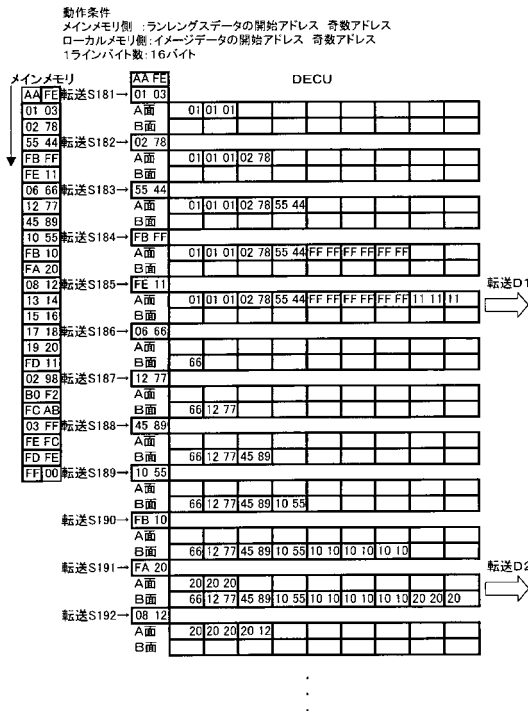 動作条件
メインメモリ側 :ランレングスデータの開始アドレス 奇数アドレス
ローカルメモリ側:イメージデータの開始アドレス 奇数アドレス
1ラインバイト数:16バイト
メインメモリ
AA FE
01 03
02 78
55 44
FB FF
FE 11
06 66
12 77
45 89
10 55
FB 10
FA 20
08 12
13 14
15 16
17 18
19 20
FD 11
02 98
B0 F2
FC AB
03 FF
FE FC
FD FE
FF 00
DECU
AA FE
転送S181→ 01 03
A面 01 01 01
B面
転送S182→ 02 78
A面 01 01 01 02 78
B面
転送S183→ 55 44
A面 01 01 01 02 78 55 44
B面
転送S184→ FB FF
A面 01 01 01 02 78 55 44 FF FF FF FF FF FF
B面
転送S185→ FE 11
A面 01 01 01 02 78 55 44 FF FF FF FF FF FF 11 11 11
B面
転送D1
転送S186→ 06 66
A面
B面 66
転送S187→ 12 77
A面
B面 66 12 77
転送S188→ 45 89
A面
B面 66 12 77 45 89
転送S189→ 10 55
A面
B面 66 12 77 45 89 10 55
転送S190→ FB 10
A面
B面 66 12 77 45 89 10 55 10 10 10 10 10 10
転送S191→ FA 20
A面 20 20 20
B面 66 12 77 45 89 10 55 10 10 10 10 10 10 20 20 20
転送D2
転送S192→ 08 12
A面 20 20 20 20 12
B面